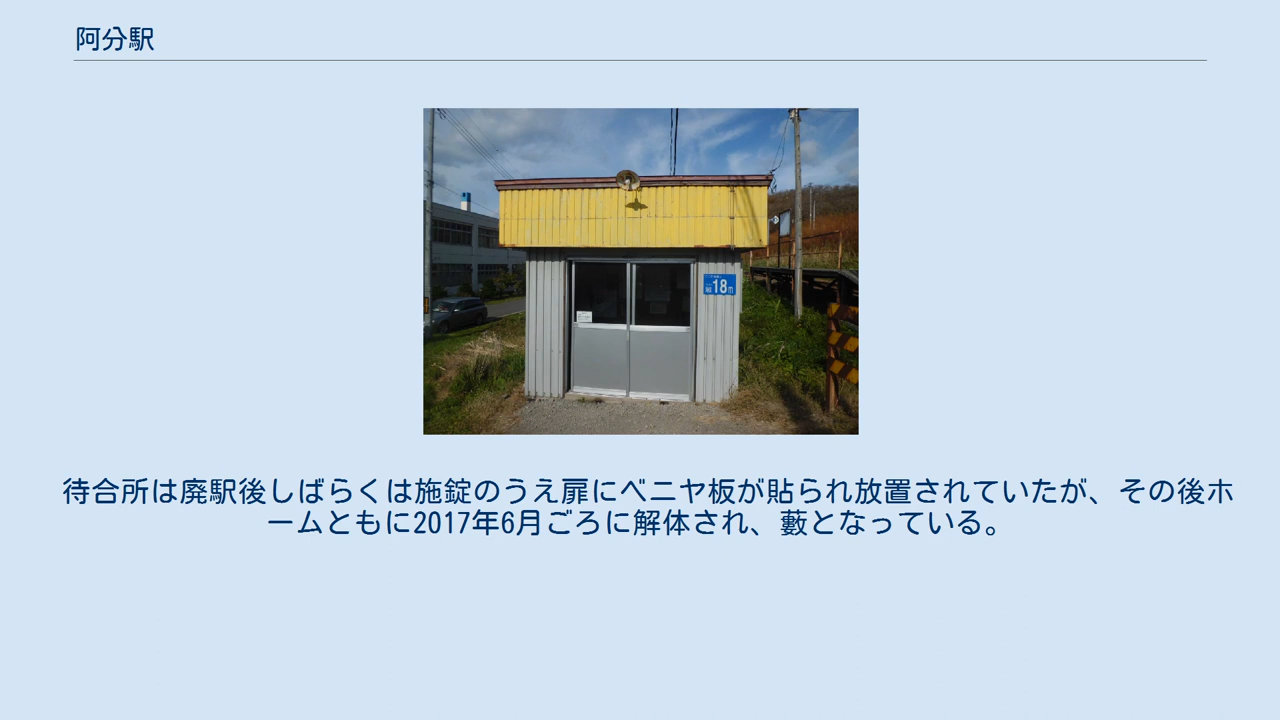 阿分駅
18m
待合所は廃駅後しばらくは施錠のうえ扉にベニヤ板が貼られ放置されていたが、その後ホ
ームともに2017年6月ごろに解体され、藪となっている。